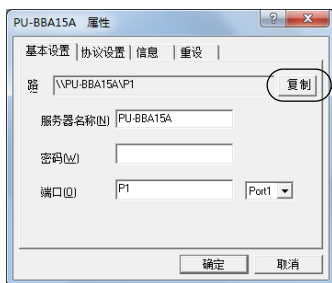 PU-BBA15A 属性
基本设置 协议设置 信息 重设
路 \\PU-BBA15A\P1 复制
服务器名称(N) PU-BBA15A
密码(W)
端口(O) P1 Port1
确定 取消